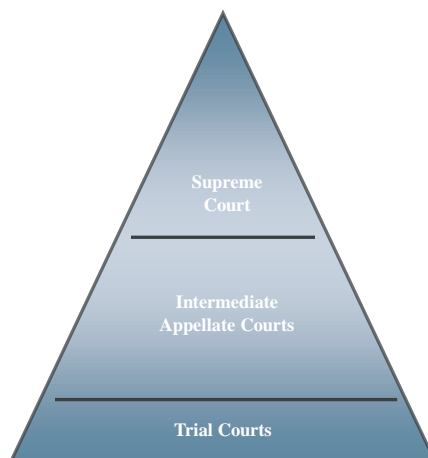 Supreme
Court
Intermediate
Appellate Courts
Trial Courts